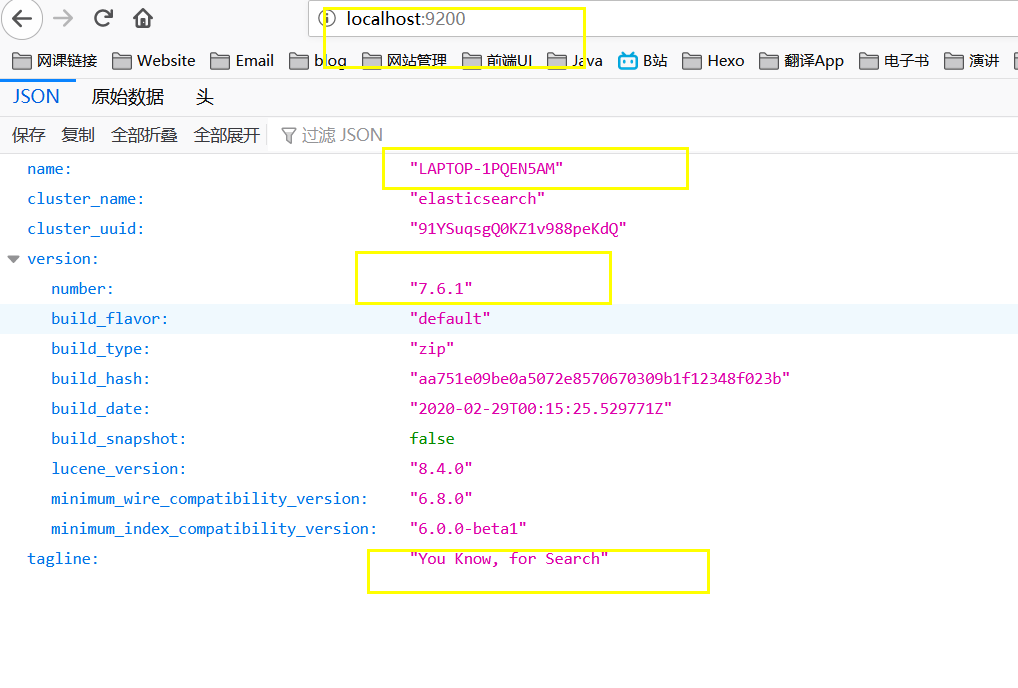 localhost:9200
网课链接 Website Email blog 网站管理 前端UI Java B站 Hexo 翻译App 电子书 演讲
JSON 原始数据 头
保存 复制 全部折叠 全部展开 过滤 JSON
name: "LAPTOP-1PQEN5AM"
cluster_name: "elasticsearch"
cluster_uuid: "91YSuqsgQ0KZ1v988peKdQ"
version:
number: "7.6.1"
build_flavor: "default"
build_type: "zip"
build_hash: "aa751e09be0a5072e8570670309b1f12348f023b"
build_date: "2020-02-29T00:15:25.529771Z"
build_snapshot: false
lucene_version: "8.4.0"
minimum_wire_compatibility_version: "6.8.0"
minimum_index_compatibility_version: "6.0.0-beta1"
tagline: "You Know, for Search"